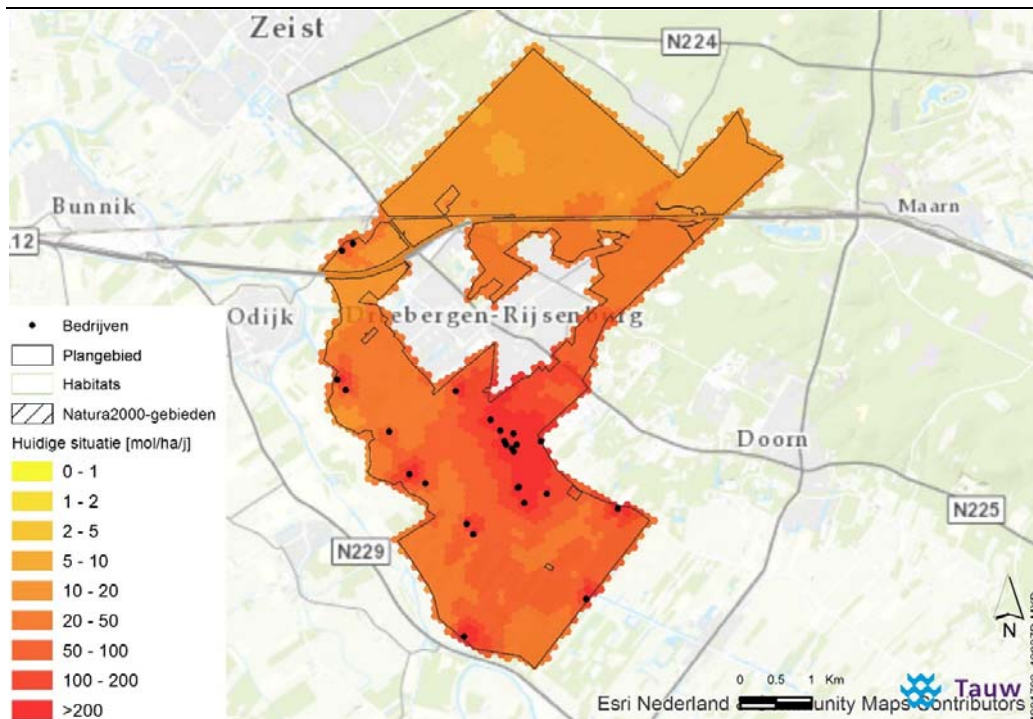 Zeist
N224
Bunnik
Maarn
A12
Odijk
Driebergen-Rijsenburg
Doorn
N225
N229
Bedrijven
Plangebied
Habitats
Natura2000-gebieden
Huidige situatie [mol/ha/j]
0 - 1
1 - 2
2 - 5
5 - 10
10 - 20
20 - 50
50 - 100
100 - 200
>200
N
0 0.5 1 Km
Esri Nederland & Community Maps Contributors
Tauw